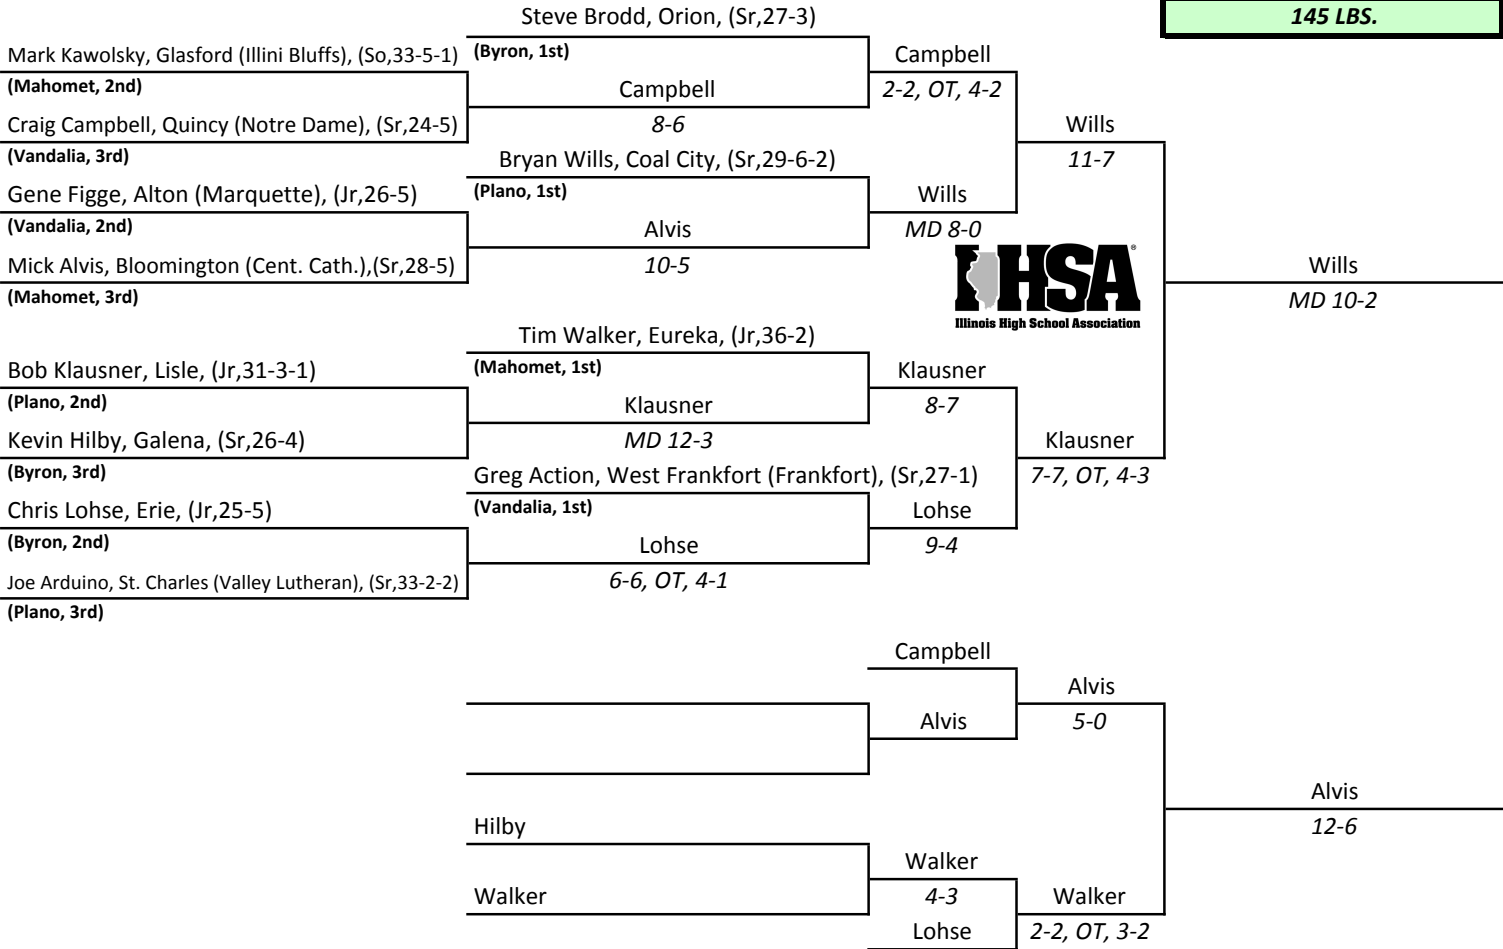 Steve Brodd, Orion, (Sr,27-3)
145 LBS.
Mark Kawolsky, Glasford (Illini Bluffs), (So,33-5-1)
(Byron, 1st)
Campbell
(Mahomet, 2nd)
Campbell
2-2, OT, 4-2
Craig Campbell, Quincy (Notre Dame), (Sr,24-5)
8-6
Wills
(Vandalia, 3rd)
Bryan Wills, Coal City, (Sr,29-6-2)
11-7
Gene Figge, Alton (Marquette), (Jr,26-5)
(Plano, 1st)
Wills
(Vandalia, 2nd)
Alvis
MD 8-0
Mick Alvis, Bloomington (Cent. Cath.),(Sr,28-5)
10-5
IHSA
®
Illinois High School Association
Wills
(Mahomet, 3rd)
MD 10-2
Tim Walker, Eureka, (Jr,36-2)
Bob Klausner, Lisle, (Jr,31-3-1)
(Mahomet, 1st)
Klausner
(Plano, 2nd)
Klausner
8-7
Kevin Hilby, Galena, (Sr,26-4)
MD 12-3
Klausner
(Byron, 3rd)
Greg Action, West Frankfort (Frankfort), (Sr,27-1)
7-7, OT, 4-3
Chris Lohse, Erie, (Jr,25-5)
(Vandalia, 1st)
Lohse
(Byron, 2nd)
Lohse
9-4
Joe Arduino, St. Charles (Valley Lutheran), (Sr,33-2-2)
6-6, OT, 4-1
(Plano, 3rd)
Campbell
Alvis
Alvis
5-0
Alvis
Hilby
12-6
Walker
Walker
4-3
Walker
Lohse
2-2, OT, 3-2